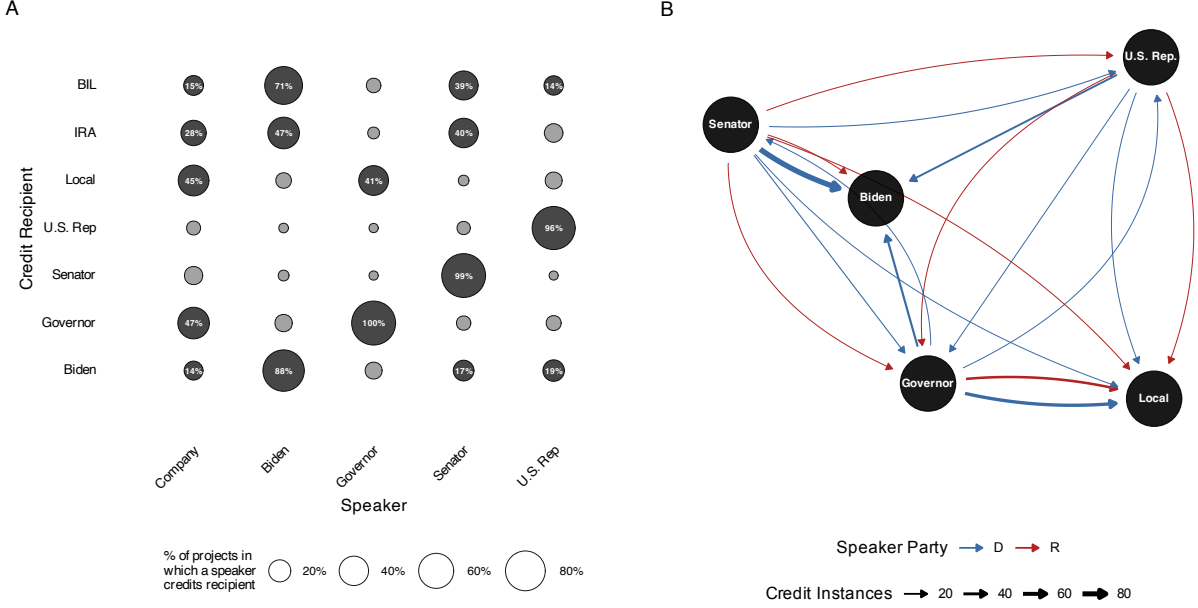 A
BIL
15%
71%
39%
14%
IRA
28%
47%
40%
Local
45%
41%
U.S. Rep
96%
Senator
99%
Governor
47%
100%
Biden
14%
88%
17%
19%
Credit Recipient
Company
Biden
Governor
Senator
U.S. Rep
Speaker
% of projects in
which a speaker
credits recipient
20%
40%
60%
80%
B
U.S. Rep.
Senator
Biden
Governor
Local
Speaker Party
D
R
Credit Instances
20
40
60
80